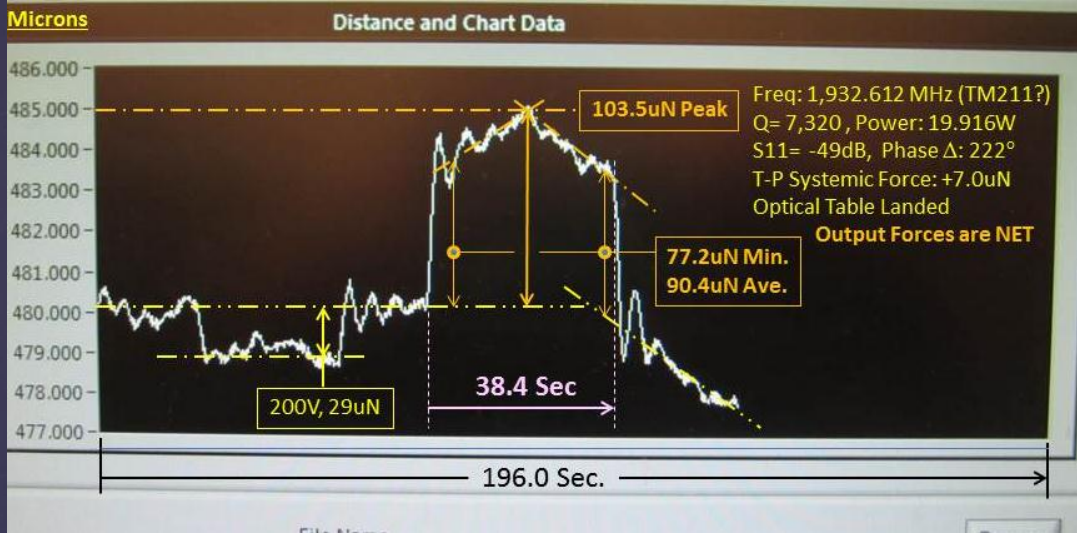 Microns
Distance and Chart Data
486.000
485.000
484.000
483.000
482.000
481.000
480.000
479.000
478.000
477.000
103.5uN Peak
Freq: 1,932.612 MHz (TM211?)
Q= 7,320 , Power: 19.916W
S11= -49dB, Phase Δ: 222°
T-P Systemic Force: +7.0uN
Optical Table Landed
Output Forces are NET
77.2uN Min.
90.4uN Ave.
200V, 29uN
38.4 Sec
196.0 Sec.
File Name